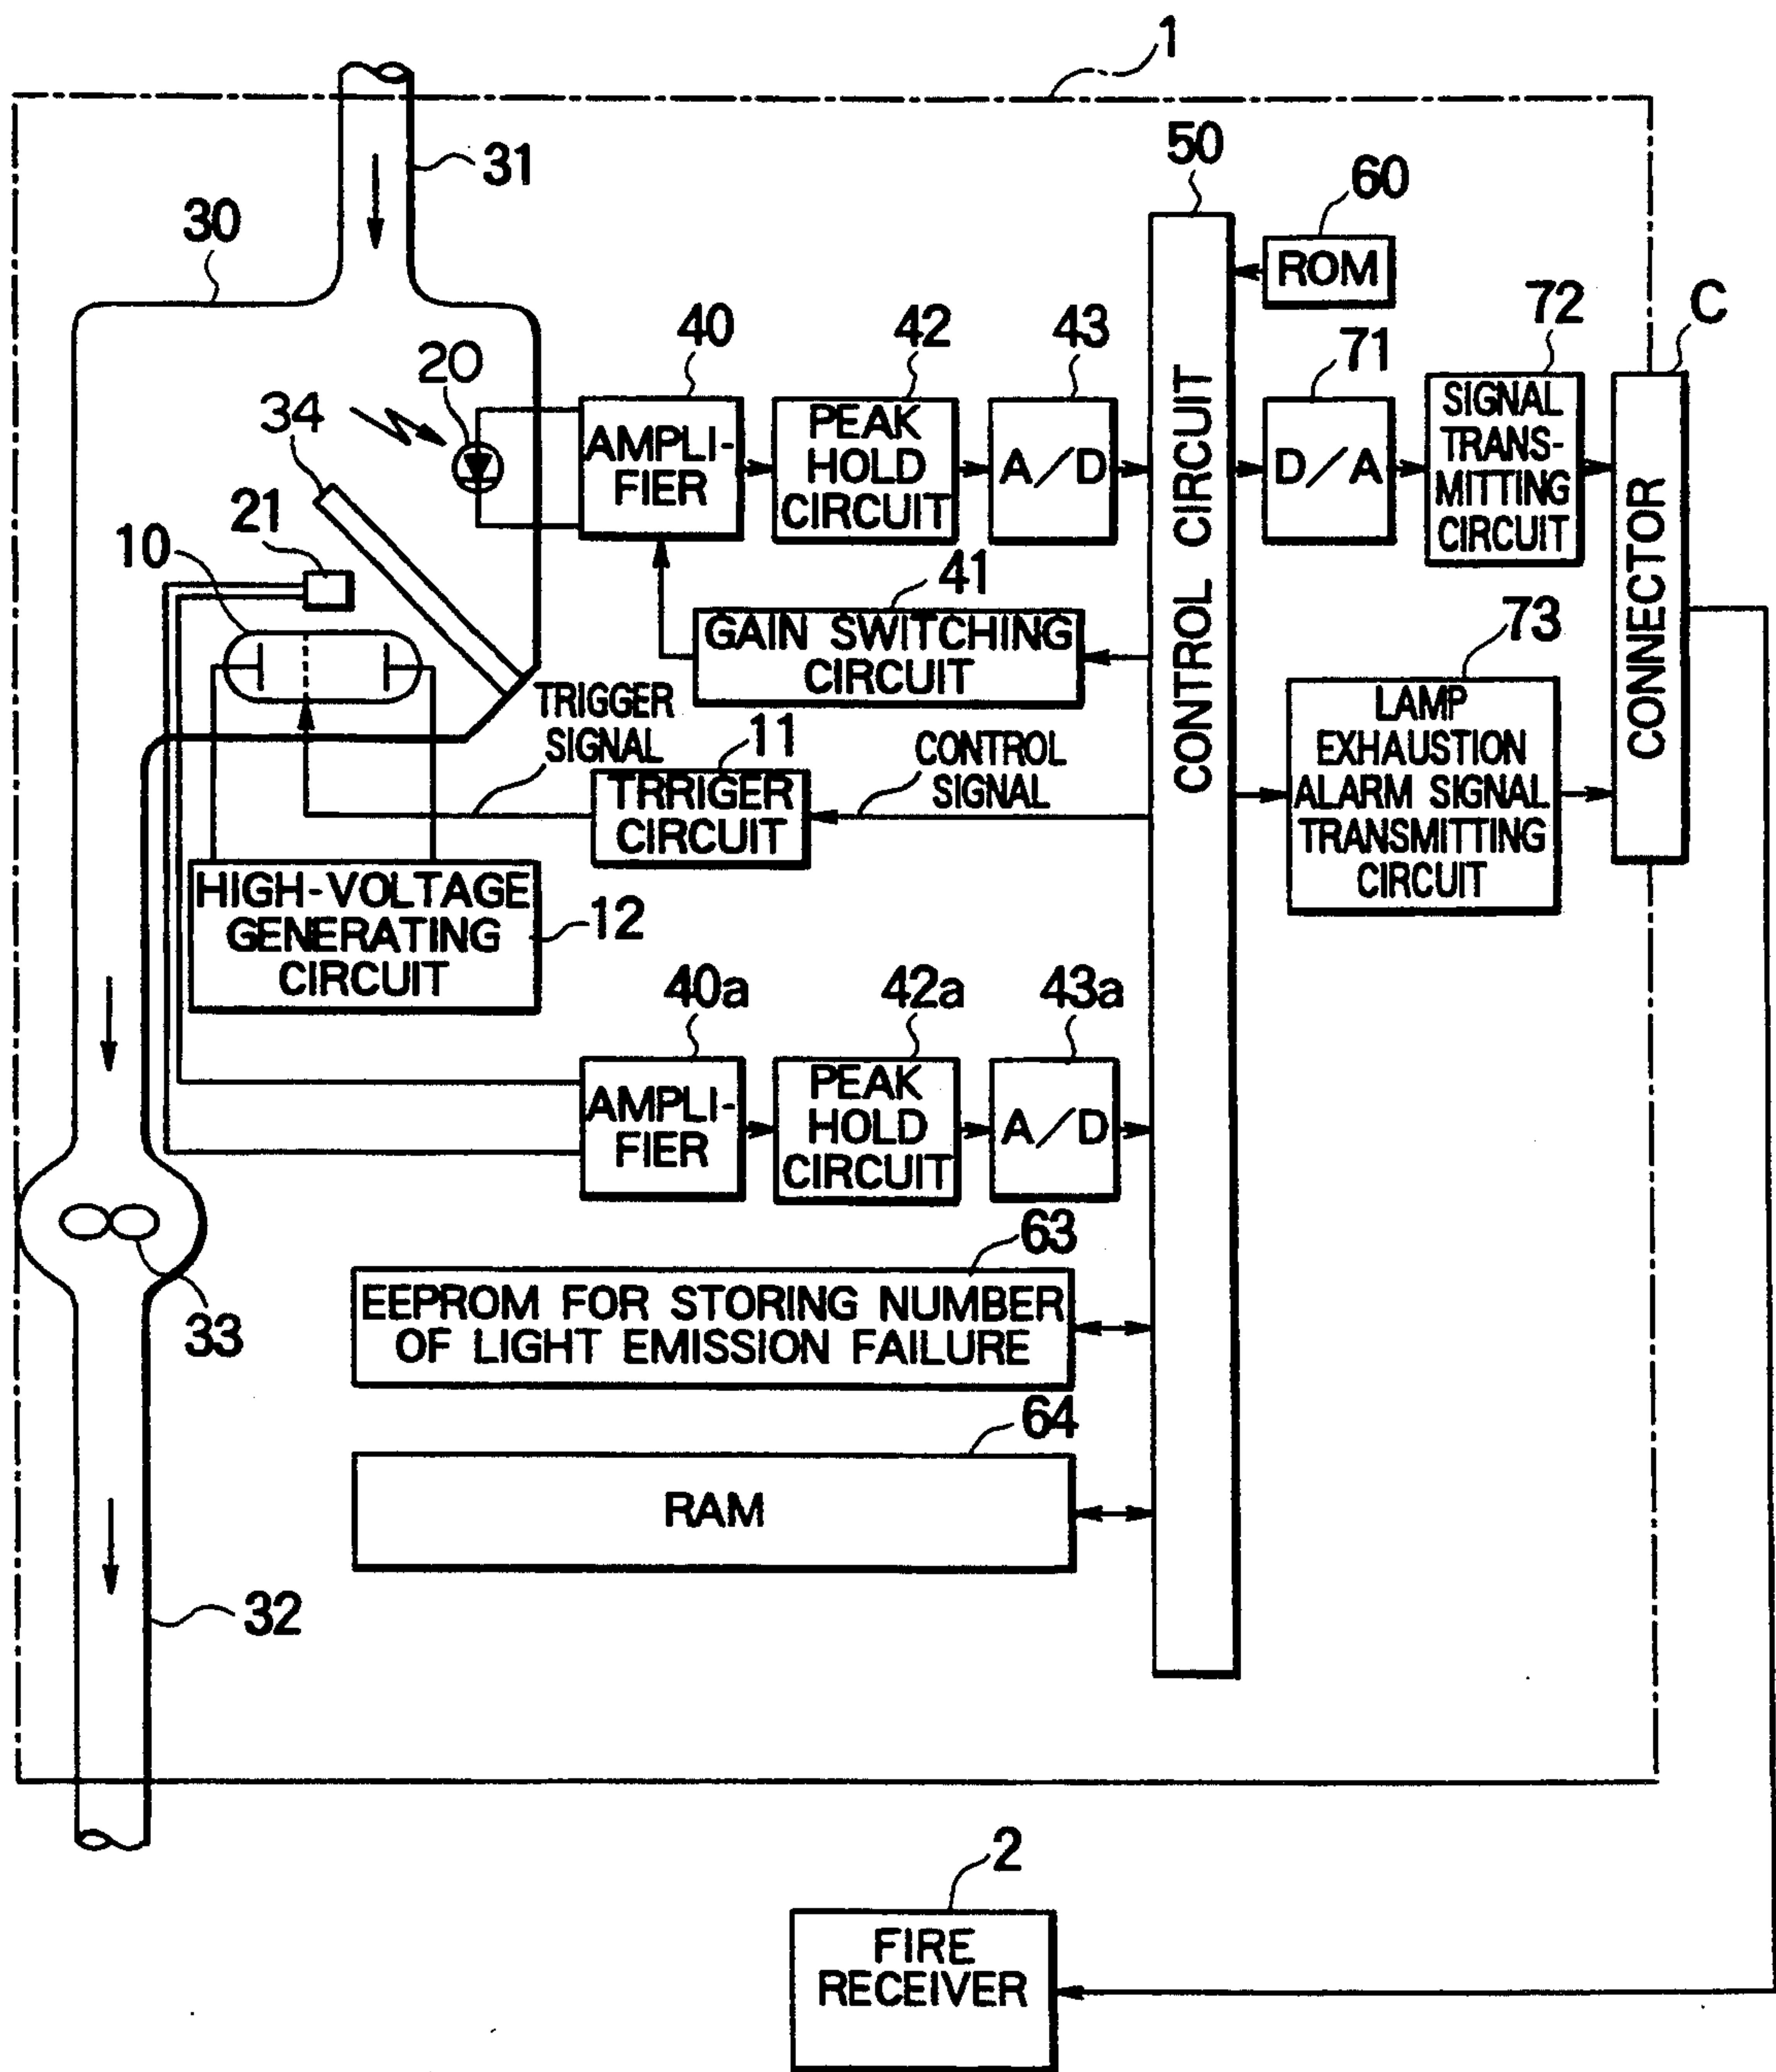 1
31
50
60
30
ROM
72
C
40
42
43
71
20
34
AMPLI-
FIER
PEAK
HOLD
CIRCUIT
A/D
CONTROL CIRCUIT
D/A
SIGNAL
TRANS-
MITTING
CIRCUIT
CONNECTOR
21
10
41
GAIN SWITCHING
CIRCUIT
73
TRIGGER
SIGNAL
11
CONTROL
SIGNAL
TRRIGER
CIRCUIT
LAMP
EXHAUSTION
ALARM SIGNAL
TRANSMITTING
CIRCUIT
HIGH-VOLTAGE
GENERATING
CIRCUIT
12
40a
42a
43a
AMPLI-
FIER
PEAK
HOLD
CIRCUIT
A/D
63
EEPROM FOR STORING NUMBER
OF LIGHT EMISSION FAILURE
33
64
RAM
32
2
FIRE
RECEIVER